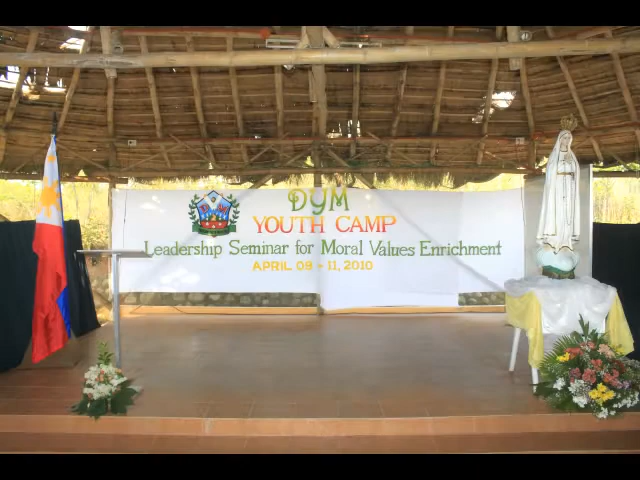 DYM
YOUTH CAMP
Leadership Seminar for Moral Values Enrichment
APRIL 09 - 11, 2010